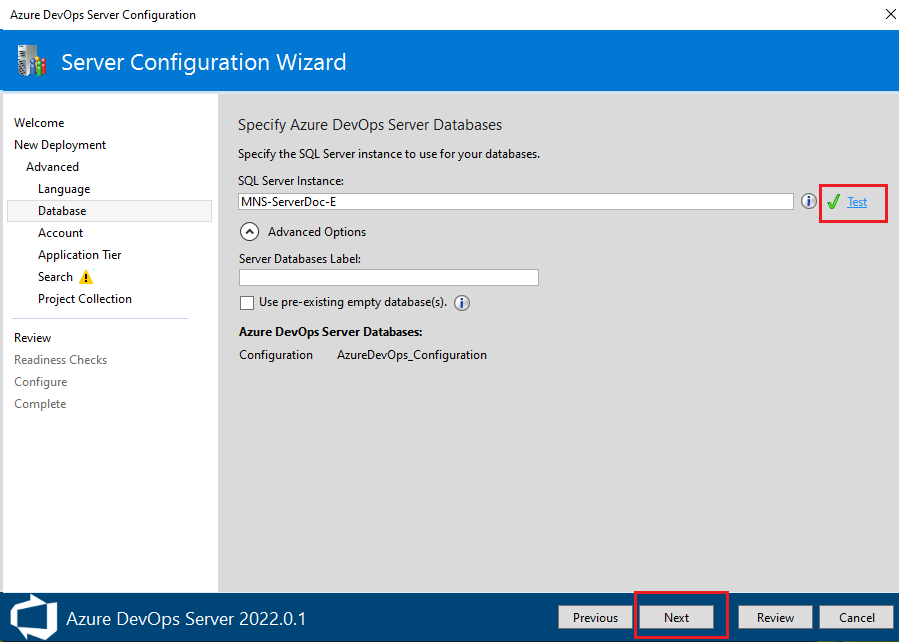 Azure DevOps Server Configuration
Server Configuration Wizard
Welcome
New Deployment
Advanced
Language
Database
Account
Application Tier
Search
Project Collection
Review
Readiness Checks
Configure
Complete
Specify Azure DevOps Server Databases
Specify the SQL Server instance to use for your databases.
SQL Server Instance:
MNS-ServerDoc-E
Test
Advanced Options
Server Databases Label:
Use pre-existing empty database(s).
Azure DevOps Server Databases:
Configuration AzureDevOps_Configuration
Azure DevOps Server 2022.0.1
Previous Next Review Cancel